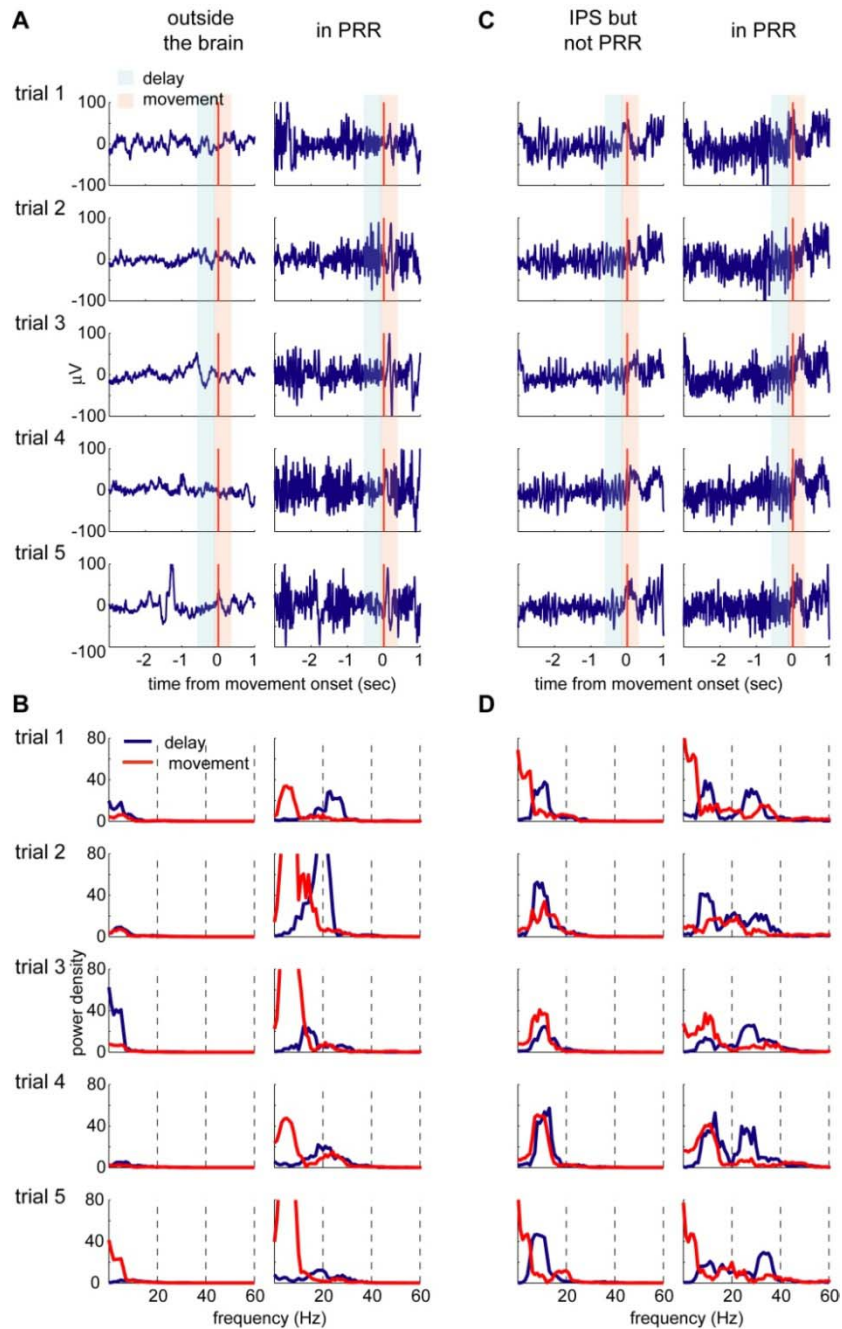 A
outside
the brain
in PRR
C
IPS but
not PRR
in PRR
delay
movement
trial 1
100
0
-100
trial 2
100
0
-100
trial 3
100
0
-100
µV
trial 4
100
0
-100
trial 5
100
0
-100
-2 -1 0 1
-2 -1 0 1
-2 -1 0 1
-2 -1 0 1
time from movement onset (sec)
time from movement onset (sec)
B
D
delay
movement
trial 1
80
40
0
trial 2
80
40
0
trial 3
80
40
0
power density
trial 4
80
40
0
trial 5
80
40
0
20 40 60
20 40 60
20 40 60
20 40 60
frequency (Hz)
frequency (Hz)